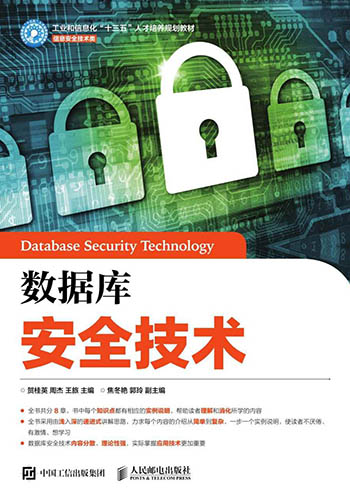 工业和信息化“十三五”人才培养规划教材
信息安全技术类
Database Security Technology
数据库
安全技术
贺桂英 周杰 王旅 主编 焦冬艳 郭玲 副主编
全书共分 8 章，书中每个知识点都有相应的实例说明，帮助读者理解和消化所学的内容
全书采用由浅入深的递进式讲解思路，力求每个内容的介绍从简单到复杂，一步一个实例说明，使读者不厌倦、
有激情、想学习
数据库安全技术内容分散，理论性强，实际掌握应用技术更加重要
中国工信出版集团
人民邮电出版社